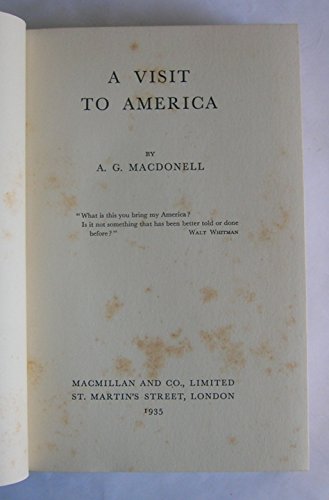 A VISIT
TO AMERICA
BY
A. G. MACDONELL
"What is this you bring my America?
Is it not something that has been better told or done
before?" WALT WHITMAN
MACMILLAN AND CO., LIMITED
ST. MARTIN'S STREET, LONDON
1935